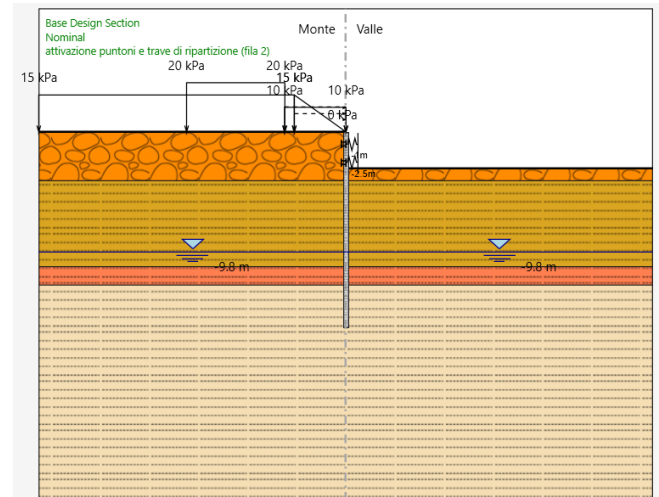 Base Design Section
Nominal
attivazione puntoni e trave di ripartizione (fila 2)
Monte
Valle
20 kPa
20 kPa
15 kPa
15 kPa
10 kPa
10 kPa
0 kPa
m
-2.5m
-9.8 m
-9.8 m